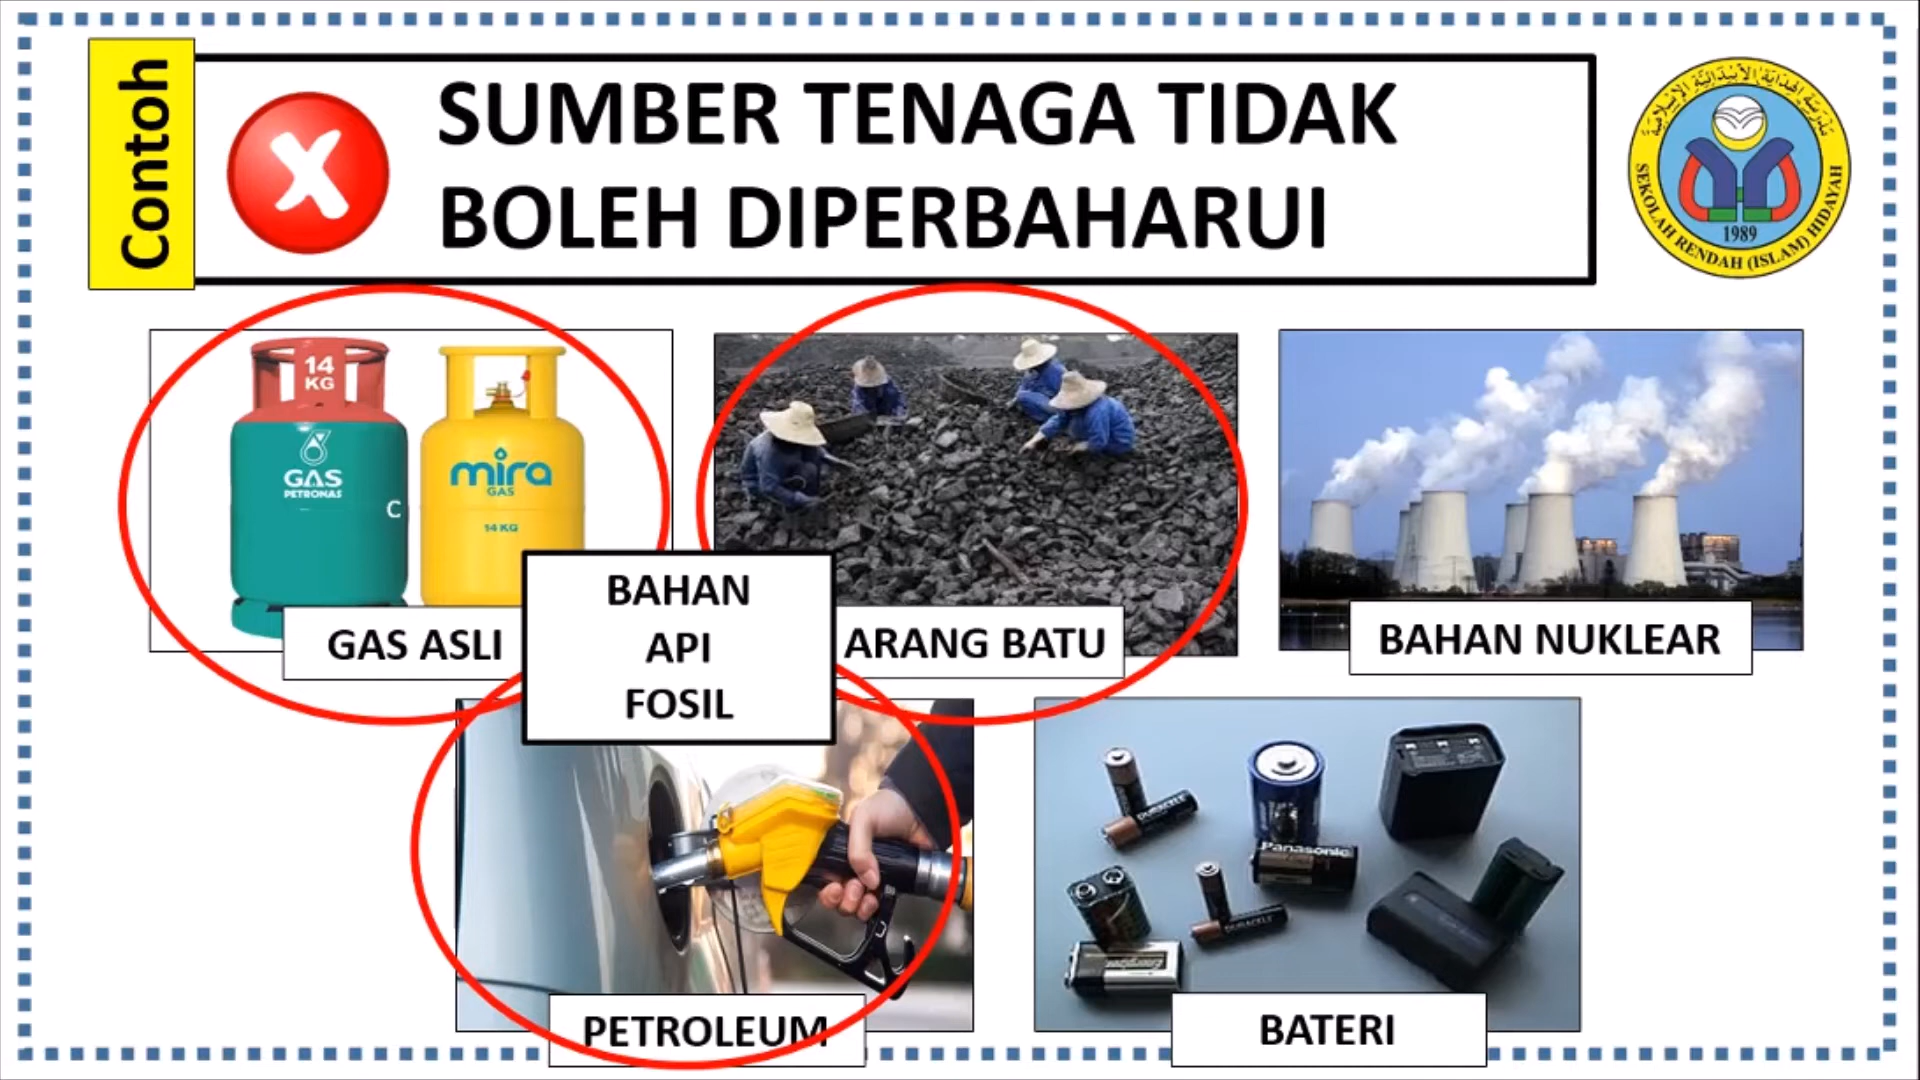 Contoh
X
SUMBER TENAGA TIDAK
BOLEH DIPERBAHARUI
SEKOLAH RENDAH (ISLAM) HIDAYAH
1989
14
KG
GAS
PETRONAS
C
mira
GAS
14 KG
GAS ASLI
BAHAN
API
FOSIL
ARANG BATU
BAHAN NUKLEAR
PETROLEUM
DURACELL
Panasonic
DURACELL
BATERI